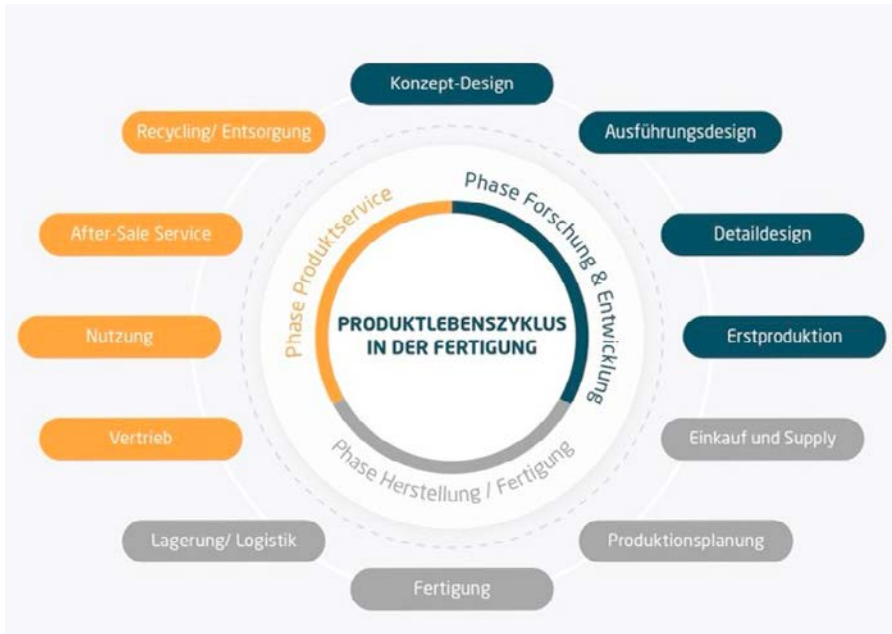 Konzept-Design
Ausführungsdesign
Detaildesign
Erstproduktion
Einkauf und Supply
Produktionsplanung
Fertigung
Lagerung/ Logistik
Vertrieb
Nutzung
After-Sale Service
Recycling/ Entsorgung
Phase Forschung & Entwicklung
Phase Herstellung / Fertigung
Phase Produktservice
PRODUKTLEBENSZYKLUS
IN DER FERTIGUNG